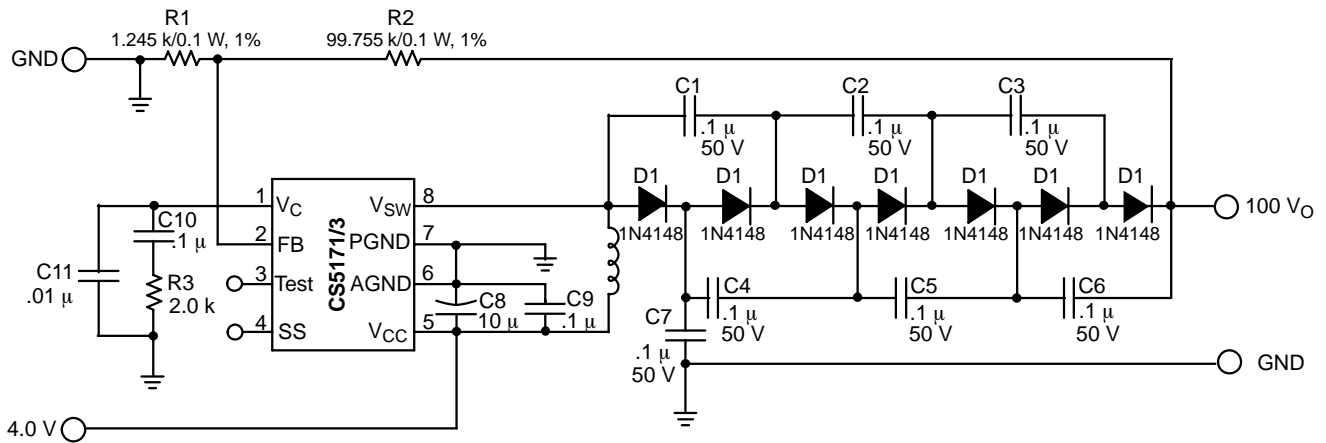 R1
1.245 k/0.1 W, 1%
R2
99.755 k/0.1 W, 1%
GND
C1
.1 μ
50 V
C2
.1 μ
50 V
C3
.1 μ
50 V
D1
1N4148
D1
1N4148
D1
1N4148
D1
1N4148
D1
1N4148
D1
1N4148
D1
1N4148
100 VO
1
VC
VSW
8
2
FB
PGND
7
3
Test
AGND
6
4
SS
VCC
5
CS5171/3
C10
.1 μ
C11
.01 μ
R3
2.0 k
C8
10 μ
C9
.1 μ
C7
.1 μ
50 V
C4
.1 μ
50 V
C5
.1 μ
50 V
C6
.1 μ
50 V
GND
4.0 V